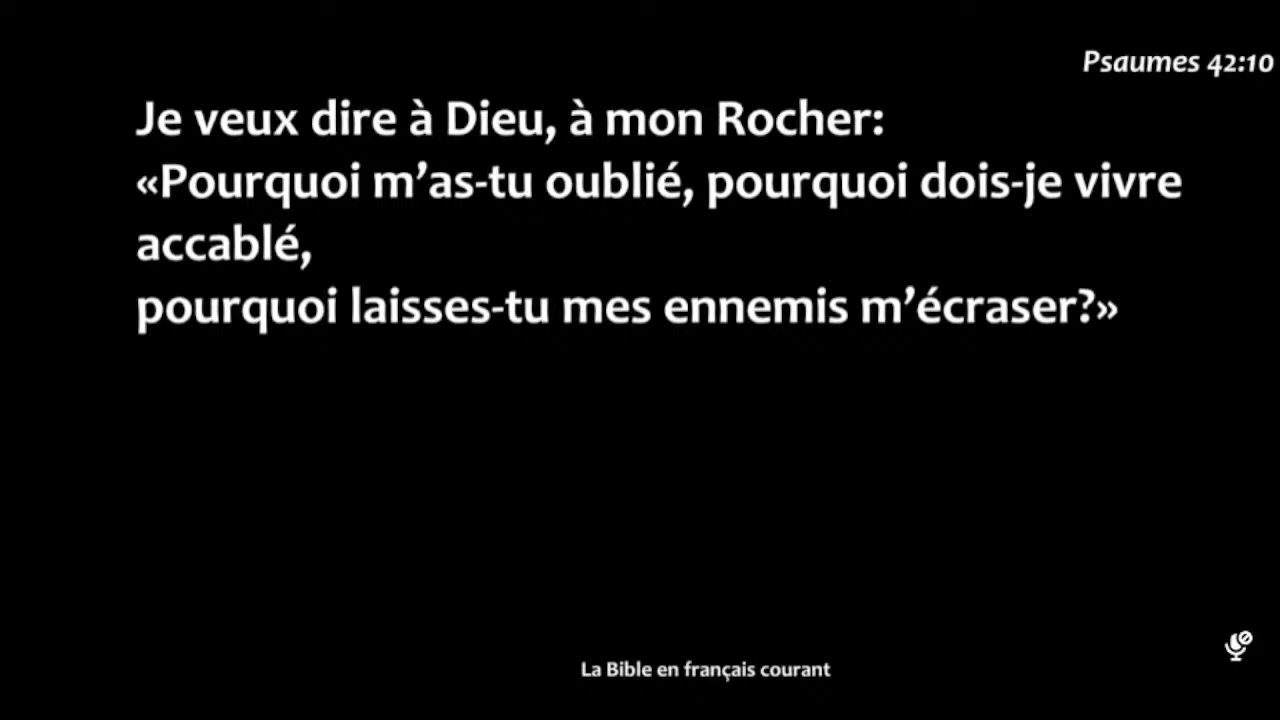 Psaumes 42:10
Je veux dire à Dieu, à mon Rocher:
«Pourquoi m’as-tu oublié, pourquoi dois-je vivre
accablé,
pourquoi laisses-tu mes ennemis m’écraser?»
La Bible en français courant